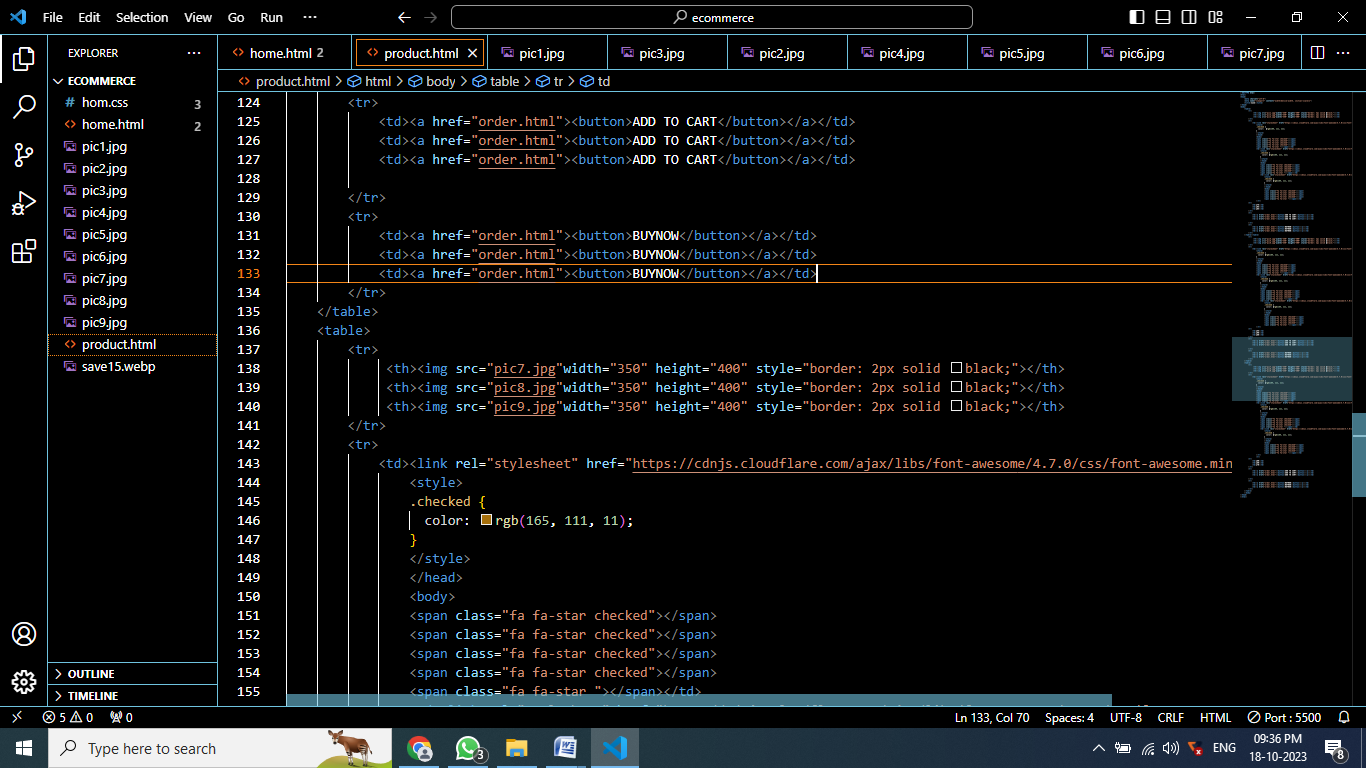 File Edit Selection View Go Run ··· ← → ecommerce
EXPLORER ···
ECOMMERCE
# hom.css 3
<> home.html 2
pic1.jpg
pic2.jpg
pic3.jpg
pic4.jpg
pic5.jpg
pic6.jpg
pic7.jpg
pic8.jpg
pic9.jpg
<> product.html
save15.webp
OUTLINE
TIMELINE
<> home.html 2 <> product.html × pic1.jpg pic3.jpg pic2.jpg pic4.jpg pic5.jpg pic6.jpg pic7.jpg ···
<> product.html > html > body > table > tr > td
124 <tr>
125 <td><a href="order.html"><button>ADD TO CART</button></a></td>
126 <td><a href="order.html"><button>ADD TO CART</button></a></td>
127 <td><a href="order.html"><button>ADD TO CART</button></a></td>
128
129 </tr>
130 <tr>
131 <td><a href="order.html"><button>BUYNOW</button></a></td>
132 <td><a href="order.html"><button>BUYNOW</button></a></td>
133 <td><a href="order.html"><button>BUYNOW</button></a></td>
134 </tr>
135 </table>
136 <table>
137 <tr>
138 <th><img src="pic7.jpg"width="350" height="400" style="border: 2px solid black;"></th>
139 <th><img src="pic8.jpg"width="350" height="400" style="border: 2px solid black;"></th>
140 <th><img src="pic9.jpg"width="350" height="400" style="border: 2px solid black;"></th>
141 </tr>
142 <tr>
143 <td><link rel="stylesheet" href="https://cdnjs.cloudflare.com/ajax/libs/font-awesome/4.7.0/css/font-awesome.min
144 <style>
145 .checked {
146 color: rgb(165, 111, 11);
147 }
148 </style>
149 </head>
150 <body>
151 <span class="fa fa-star checked"></span>
152 <span class="fa fa-star checked"></span>
153 <span class="fa fa-star checked"></span>
154 <span class="fa fa-star checked"></span>
155 <span class="fa fa-star "></span></td>
5 0 0 Ln 133, Col 70 Spaces: 4 UTF-8 CRLF HTML Port : 5500
Type here to search 3 W ENG 09:36 PM
18-10-2023 8